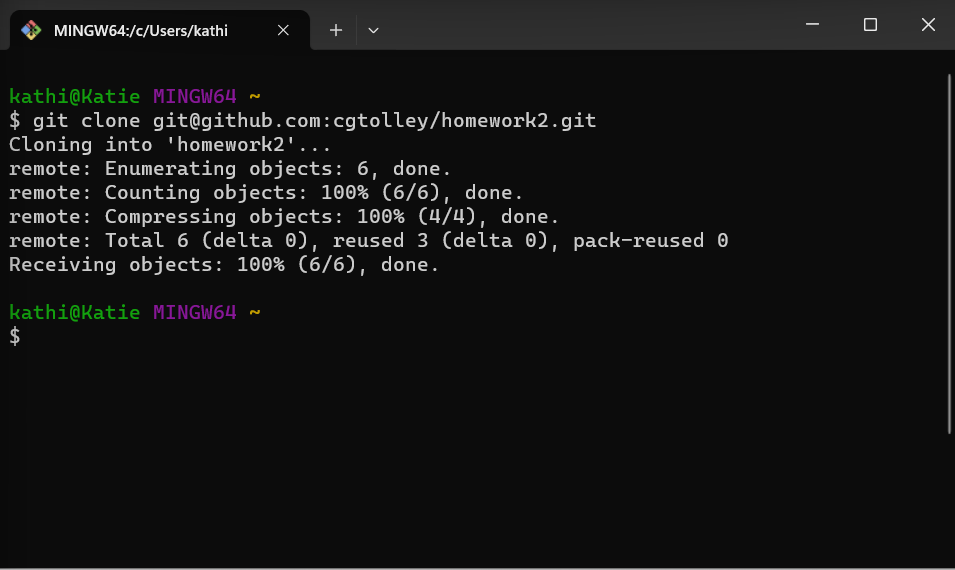 MINGW64:/c/Users/kathi
kathi@Katie MINGW64 ~
$ git clone git@github.com:cgtolley/homework2.git
Cloning into 'homework2'...
remote: Enumerating objects: 6, done.
remote: Counting objects: 100% (6/6), done.
remote: Compressing objects: 100% (4/4), done.
remote: Total 6 (delta 0), reused 3 (delta 0), pack-reused 0
Receiving objects: 100% (6/6), done.
kathi@Katie MINGW64 ~
$